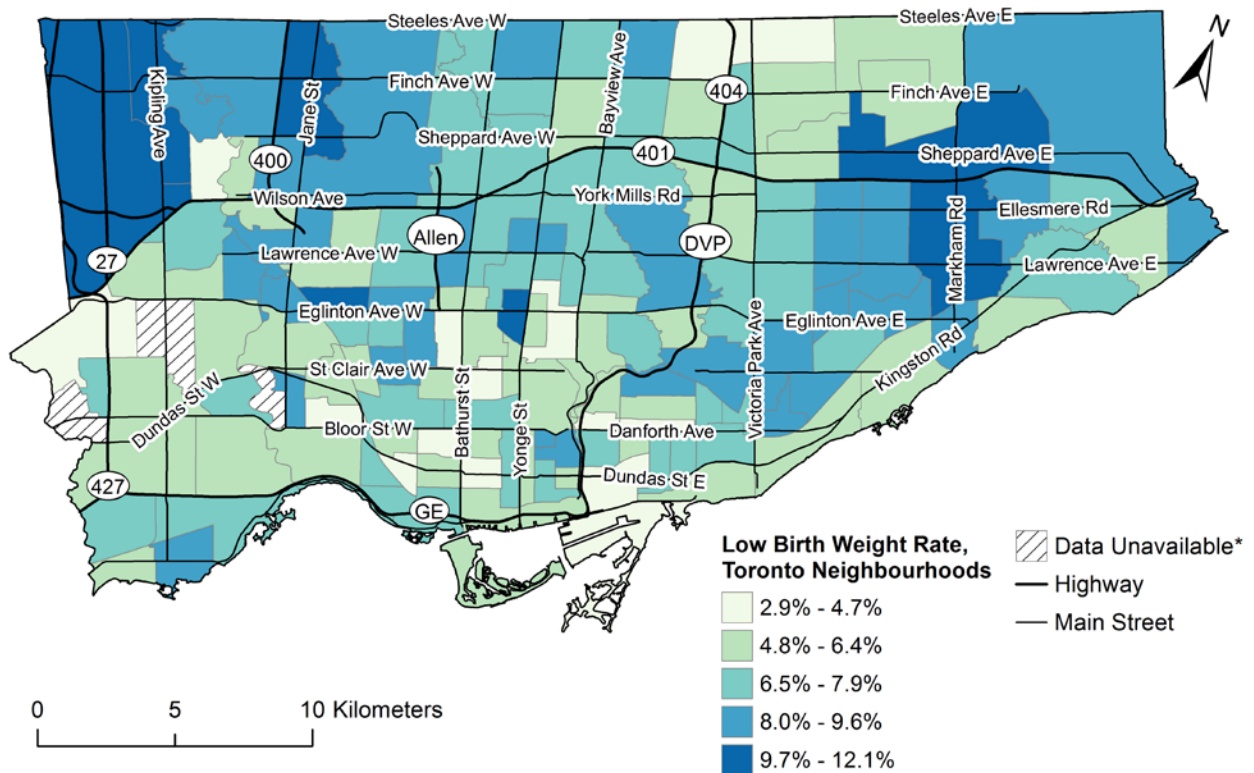 Steeles Ave W
Steeles Ave E
N
Kipling Ave
Finch Ave W
Jane St
Bayview Ave
404
Finch Ave E
400
Sheppard Ave W
401
Sheppard Ave E
Wilson Ave
York Mills Rd
Ellesmere Rd
27
Lawrence Ave W
Allen
DVP
Markham Rd
Lawrence Ave E
Eglinton Ave W
Eglinton Ave E
Victoria Park Ave
Kingston Rd
St Clair Ave W
Dundas St W
Bloor St W
Bathurst St
Yonge St
Danforth Ave
Dundas St E
427
GE
Low Birth Weight Rate,
Toronto Neighbourhoods
2.9% - 4.7%
4.8% - 6.4%
6.5% - 7.9%
8.0% - 9.6%
9.7% - 12.1%
Data Unavailable*
Highway
Main Street
0 5 10 Kilometers